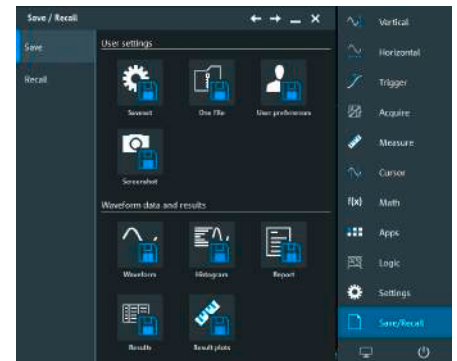 Save / Recall
Save
Recall
User settings
Saveset
One File
User preferences
Screenshot
Waveform data and results
Waveform
Histogram
Report
Results
Result plots
Vertical
Horizontal
Trigger
Acquire
Measure
Cursor
f(x) Math
Apps
Logic
Settings
Save/Recall